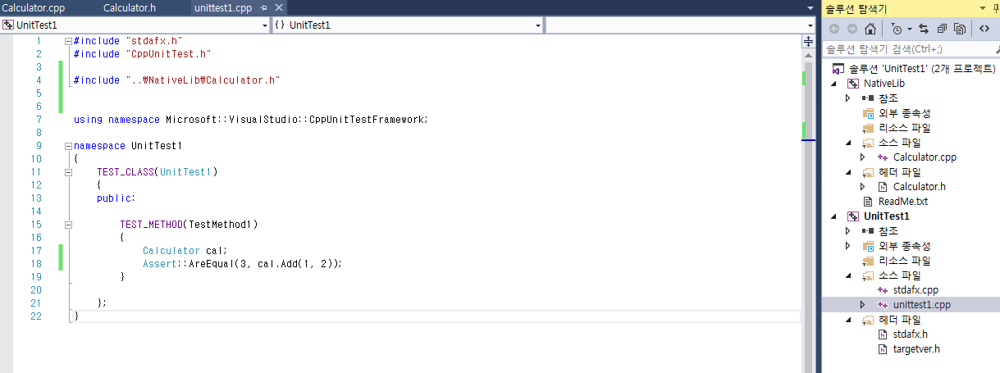 Calculator.cpp Calculator.h unittest1.cpp
UnitTest1 {} UnitTest1
1 #include "stdafx.h"
2 #include "CppUnitTest.h"
3
4 #include "..₩NativeLib₩Calculator.h"
5
6
7 using namespace Microsoft::VisualStudio::CppUnitTestFramework;
8
9 namespace UnitTest1
10 {
11 TEST_CLASS(UnitTest1)
12 {
13 public:
14
15 TEST_METHOD(TestMethod1)
16 {
17 Calculator cal;
18 Assert::AreEqual(3, cal.Add(1, 2));
19 }
20
21 };
22 }
솔루션 탐색기
솔루션 탐색기 검색(Ctrl+;)
솔루션 'UnitTest1' (2개 프로젝트)
NativeLib
참조
외부 종속성
리소스 파일
소스 파일
Calculator.cpp
헤더 파일
Calculator.h
ReadMe.txt
UnitTest1
참조
외부 종속성
리소스 파일
소스 파일
stdafx.cpp
unittest1.cpp
헤더 파일
stdafx.h
targetver.h